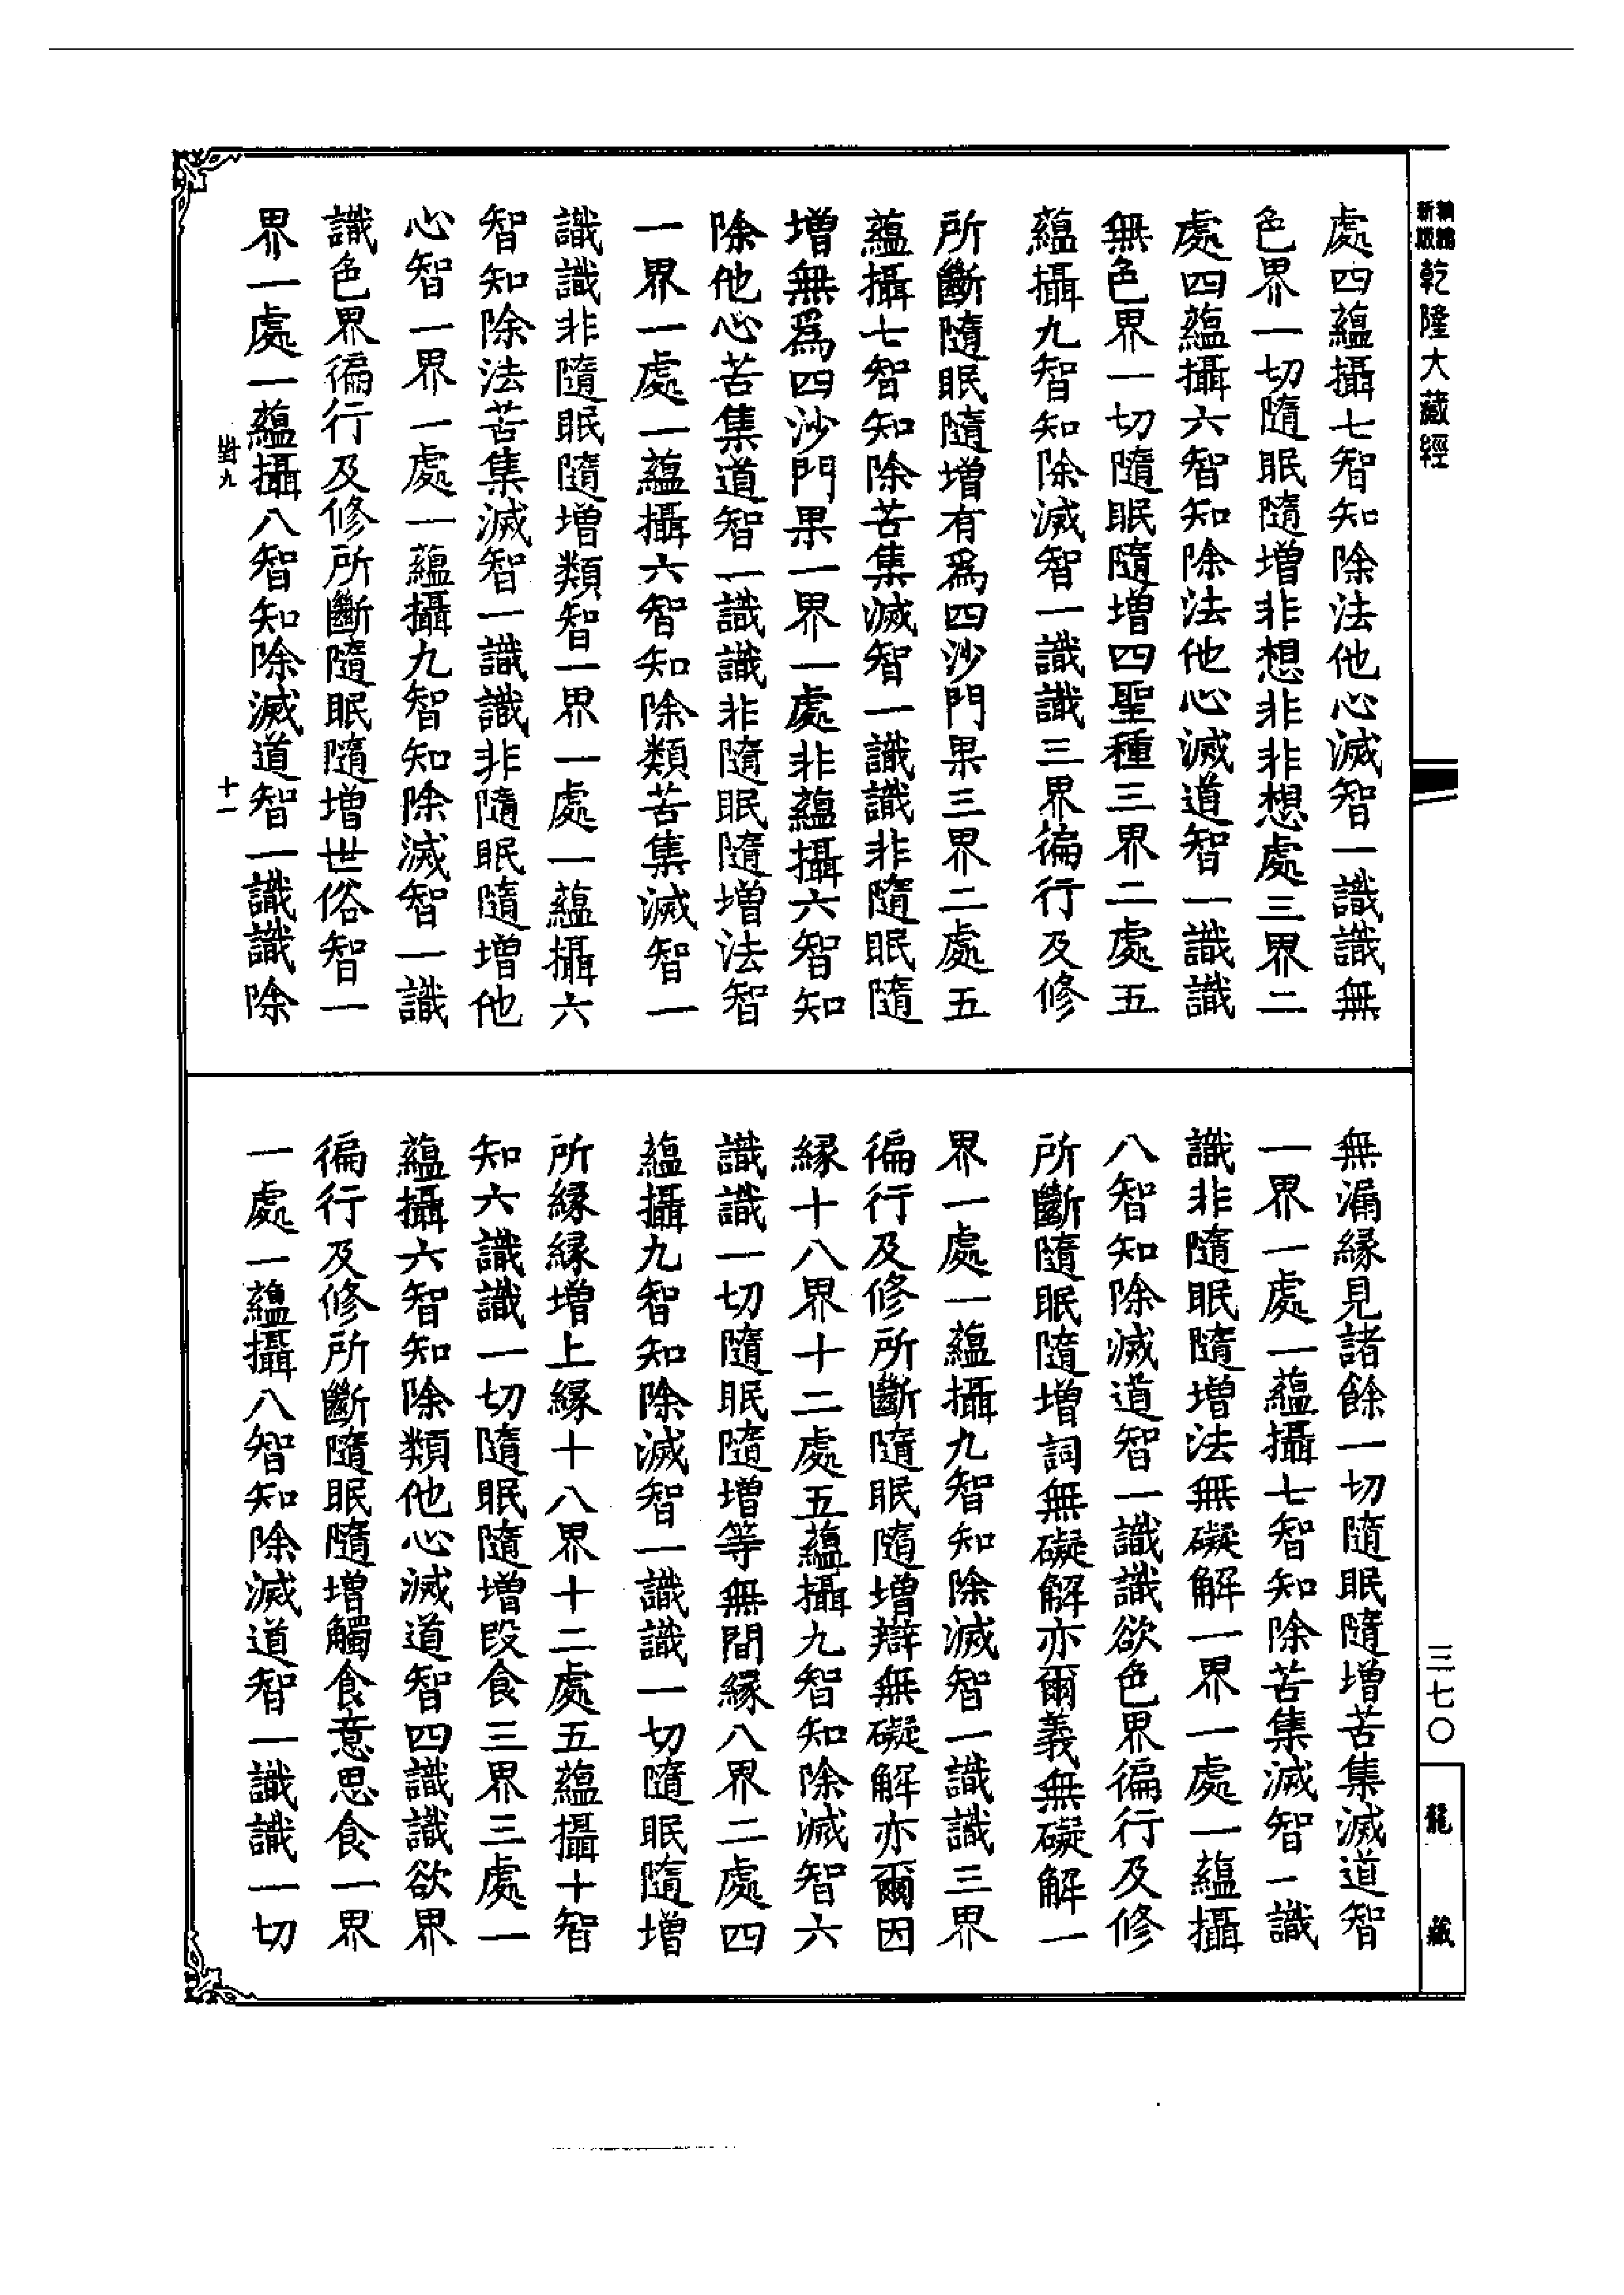 新編縮版
乾隆大藏經
三七〇
龍藏
處四蘊攝七智知除法他心滅智一識識無
色界一切隨眠隨增非想非非想處三界二
處四蘊攝六智知除法他心滅道智一識識
無色界一切隨眠隨增四聖種三界二處五
蘊攝九智知除滅智一識識三界徧行及修
所斷隨眠隨增有爲四沙門果三界二處五
蘊攝七智知除苦集滅智一識識非隨眠隨
增無爲四沙門果一界一處非蘊攝六智知
除他心苦集道智一識識非隨眠隨增法智
一界一處一蘊攝六智知除類苦集滅智一
識識非隨眠隨增類智一界一處一蘊攝六
智知除法苦集滅智一識識非隨眠隨增他
心智一界一處一蘊攝九智知除滅智一識
識色界徧行及修所斷隨眠隨增世俗智一
界一處一蘊攝八智知除滅道智一識識除
對九
十一
無漏緣見諸餘一切隨眠隨增苦集滅道智
一界一處一蘊攝七智知除苦集滅智一識
識非隨眠隨增法無礙解一界一處一蘊攝
八智知除滅道智一識識欲色界徧行及修
所斷隨眠隨增詞無礙解亦爾義無礙解一
界一處一蘊攝九智知除滅智一識識三界
徧行及修所斷隨眠隨增辯無礙解亦爾因
緣十八界十二處五蘊攝九智知除滅智六
識識一切隨眠隨增等無間緣八界二處四
蘊攝九智知除滅智一識識一切隨眠隨增
所緣緣增上緣十八界十二處五蘊攝十智
知六識識一切隨眠隨增段食三界三處一
蘊攝六智知除類他心滅道智四識識欲界
徧行及修所斷隨眠隨增觸食意思食一界
一處一蘊攝八智知除滅道智一識識一切